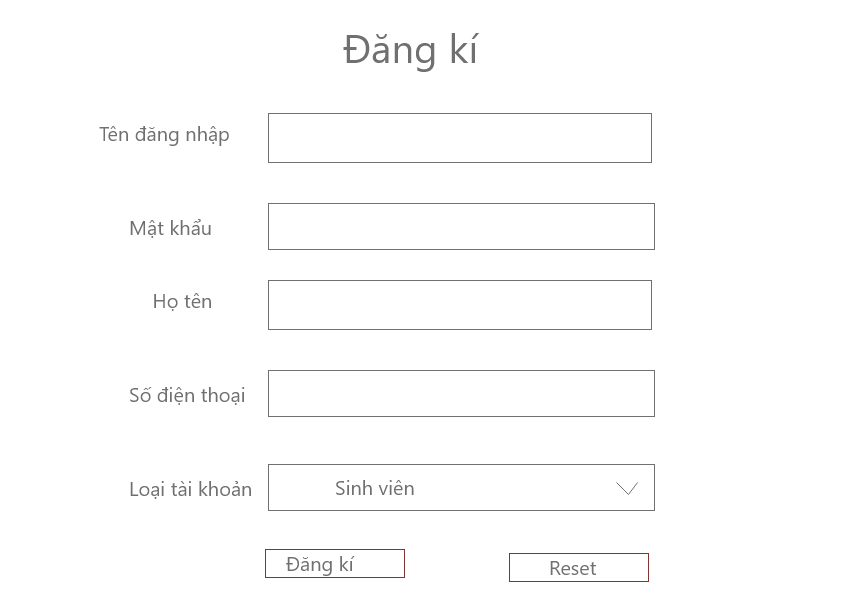 Đăng kí
Tên đăng nhập
Mật khẩu
Họ tên
Số điện thoại
Loại tài khoản Sinh viên
Đăng kí Reset